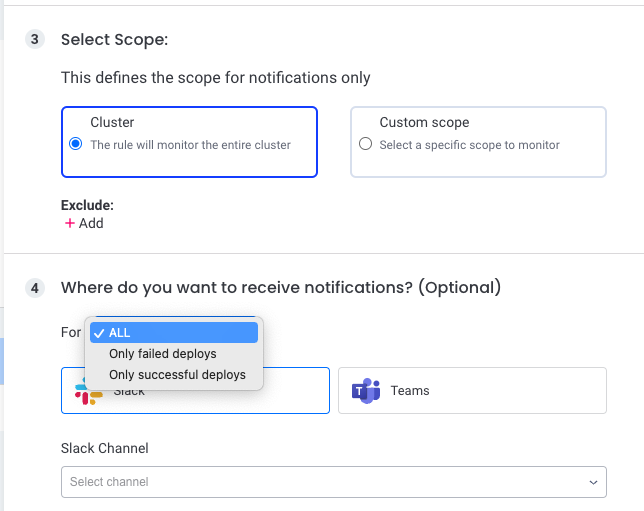 3 Select Scope:
This defines the scope for notifications only
Cluster
The rule will monitor the entire cluster
Custom scope
Select a specific scope to monitor
Exclude:
+ Add
4 Where do you want to receive notifications? (Optional)
For
✓ ALL
Only failed deploys
Only successful deploys
Slack
Teams
Slack Channel
Select channel